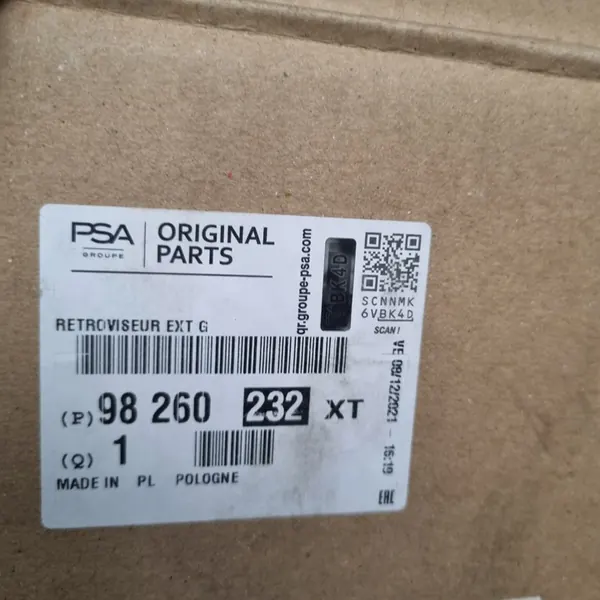 PSA
GROUPE
ORIGINAL
PARTS
qr.groupe-psa.com
BK4D
SCNNMK
6VBK4D
SCAN!
RETROVISEUR EXT G
(P) 98 260 232 XT
(Q) 1
MADE IN PL POLOGNE
VE 08/12/2021 - 15:19
EAC